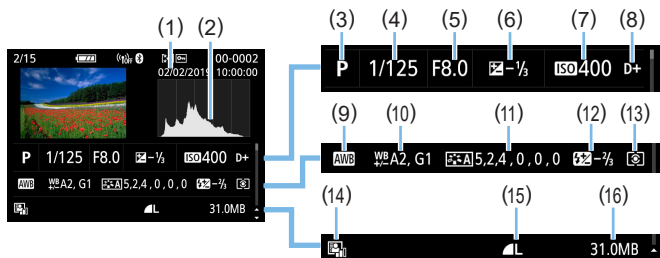 (1) (2) (3) (4) (5) (6) (7) (8)
2/15 OFF 00-0002
02/02/2019 10:00:00
P 1/125 F8.0 -1/3 ISO400 D+
P 1/125 F8.0 -1/3 ISO400 D+
(9) (10) (11) (12) (13)
AWB WB+/- A2, G1 A 5,2,4,0,0,0 -2/3
AWB WB+/- A2, G1 A 5,2,4,0,0,0 -2/3
(14) (15) (16)
L 31.0MB
L 31.0MB